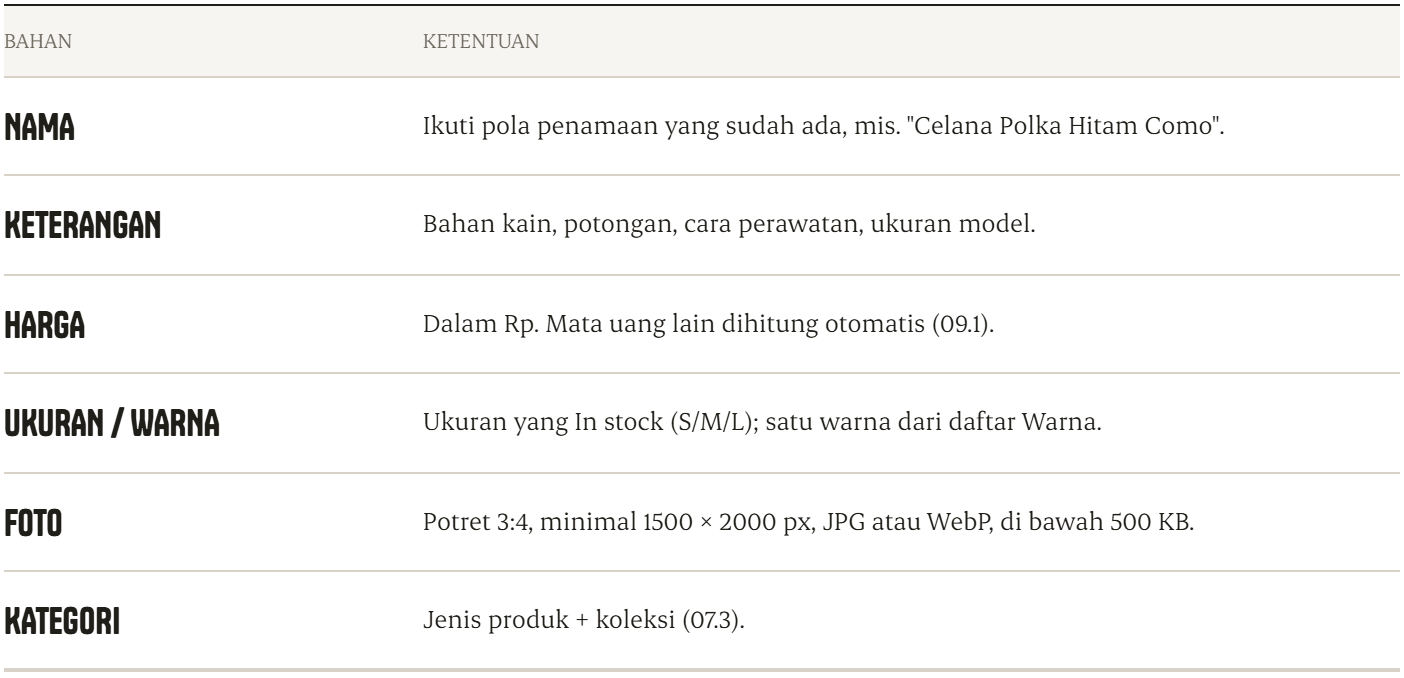 BAHAN KETENTUAN
NAMA Ikuti pola penamaan yang sudah ada, mis. "Celana Polka Hitam Como".
KETERANGAN Bahan kain, potongan, cara perawatan, ukuran model.
HARGA Dalam Rp. Mata uang lain dihitung otomatis (09.1).
UKURAN / WARNA Ukuran yang In stock (S/M/L); satu warna dari daftar Warna.
FOTO Potret 3:4, minimal 1500 × 2000 px, JPG atau WebP, di bawah 500 KB.
KATEGORI Jenis produk + koleksi (07.3).